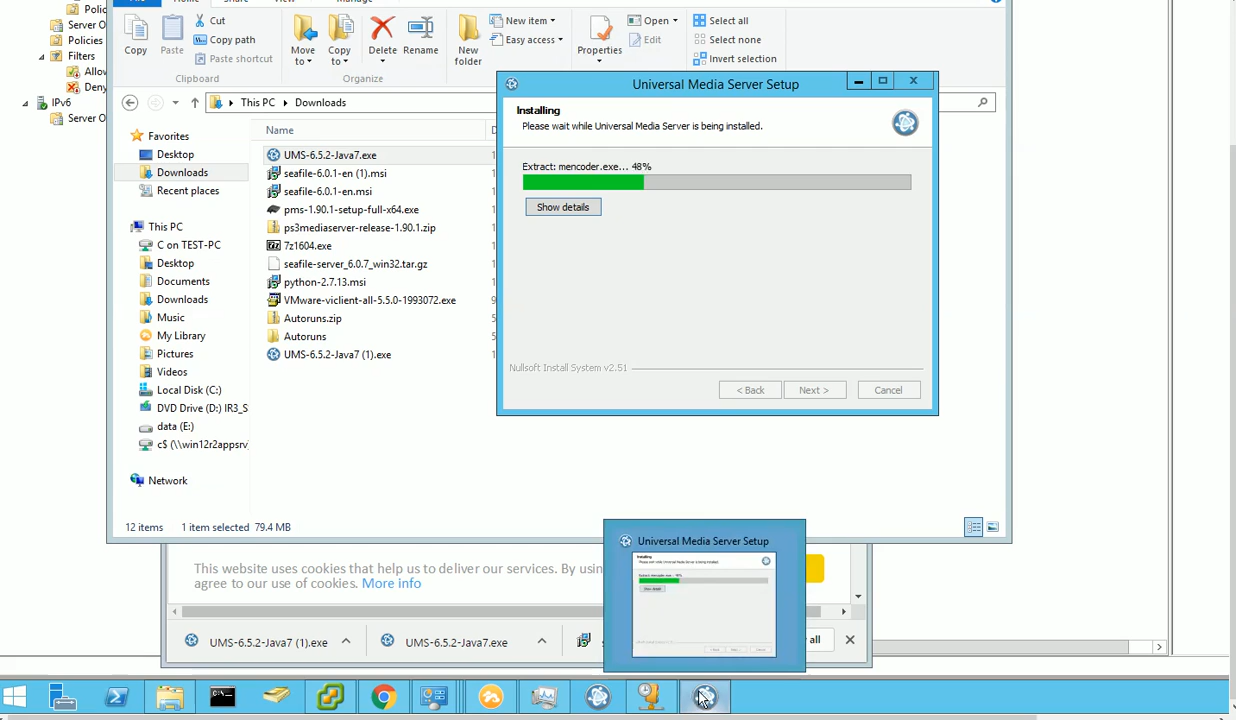 Polic
Server O
Policies
Filters
Allow
Deny
IPv6
Server O
Home
Share
View
Manage
Copy
Paste
Cut
Copy path
Paste shortcut
Clipboard
Move to
Copy to
Delete
Rename
Organize
New folder
New item
Easy access
Properties
Open
Edit
Select all
Select none
Invert selection
This PC
Downloads
Favorites
Desktop
Downloads
Recent places
This PC
C on TEST-PC
Desktop
Documents
Downloads
Music
My Library
Pictures
Videos
Local Disk (C:)
DVD Drive (D:) IR3_S
data (E:)
c$ (\\win12r2appsrv
Network
Name
UMS-6.5.2-Java7.exe
seafile-6.0.1-en (1).msi
seafile-6.0.1-en.msi
pms-1.90.1-setup-full-x64.exe
ps3mediaserver-release-1.90.1.zip
7z1604.exe
seafile-server_6.0.7_win32.tar.gz
python-2.7.13.msi
VMware-viclient-all-5.5.0-1993072.exe
Autoruns.zip
Autoruns
UMS-6.5.2-Java7 (1).exe
12 items 1 item selected 79.4 MB
Universal Media Server Setup
Installing
Please wait while Universal Media Server is being installed.
Extract: mencoder.exe... 48%
Show details
Nullsoft Install System v2.51
< Back
Next >
Cancel
Universal Media Server Setup
This website uses cookies that help us to deliver our services. By usin
agree to our use of cookies. More info
UMS-6.5.2-Java7 (1).exe
UMS-6.5.2-Java7.exe
all